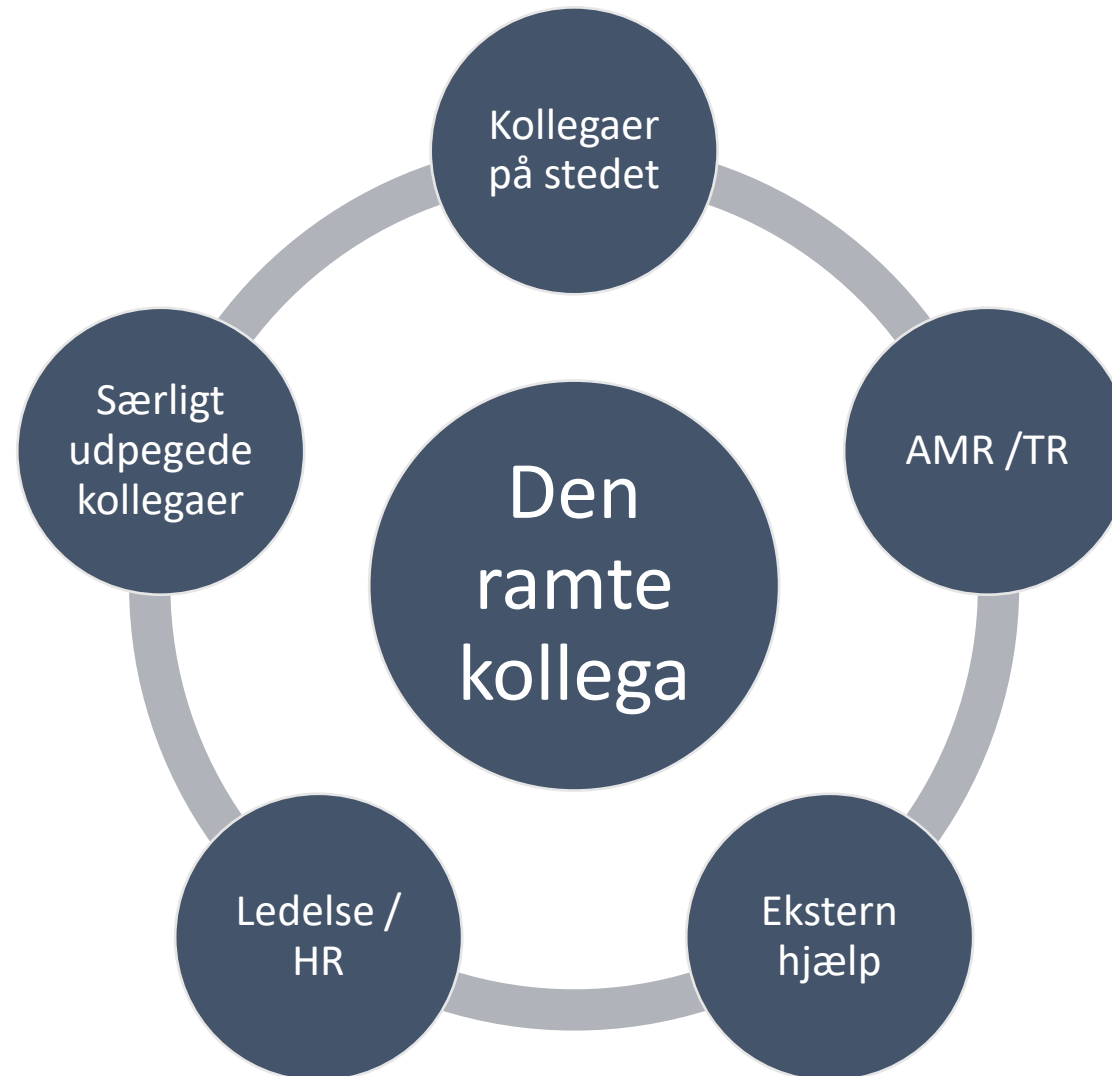 Kollegaer
på stedet
Særligt
udpegede
kollegaer
AMR /TR
Den
ramte
kollega
Ledelse /
HR
Ekstern
hjælp